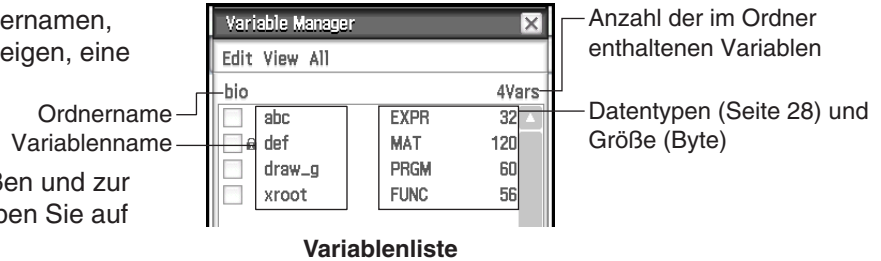 ernamen,
eigen, eine
Ordnername
Variablenname
en und zur
en Sie auf
Variable Manager
Edit View All
bio 4Vars
abc EXPR 32
def MAT 120
draw_g PRGM 60
xroot FUNC 56
Variablenliste
Anzahl der im Ordner
enthaltenen Variablen
Datentypen (Seite 28) und
Größe (Byte)